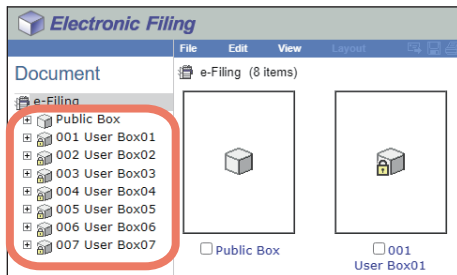 Electronic Filing
File Edit View Layout
Document
e-Filing (8 items)
e-Filing
Public Box
001 User Box01
002 User Box02
003 User Box03
004 User Box04
005 User Box05
006 User Box06
007 User Box07
Public Box
001
User Box01